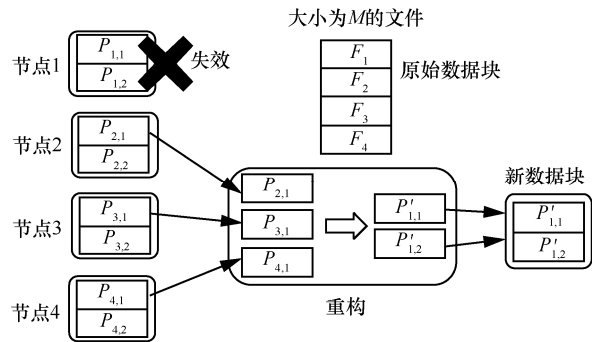 大小为M的文件
F1
F2
F3
F4
原始数据块
节点1
P1,1
P1,2
失效
节点2
P2,1
P2,2
节点3
P3,1
P3,2
节点4
P4,1
P4,2
P2,1
P3,1
P4,1
P′1,1
P′1,2
重构
新数据块
P′1,1
P′1,2